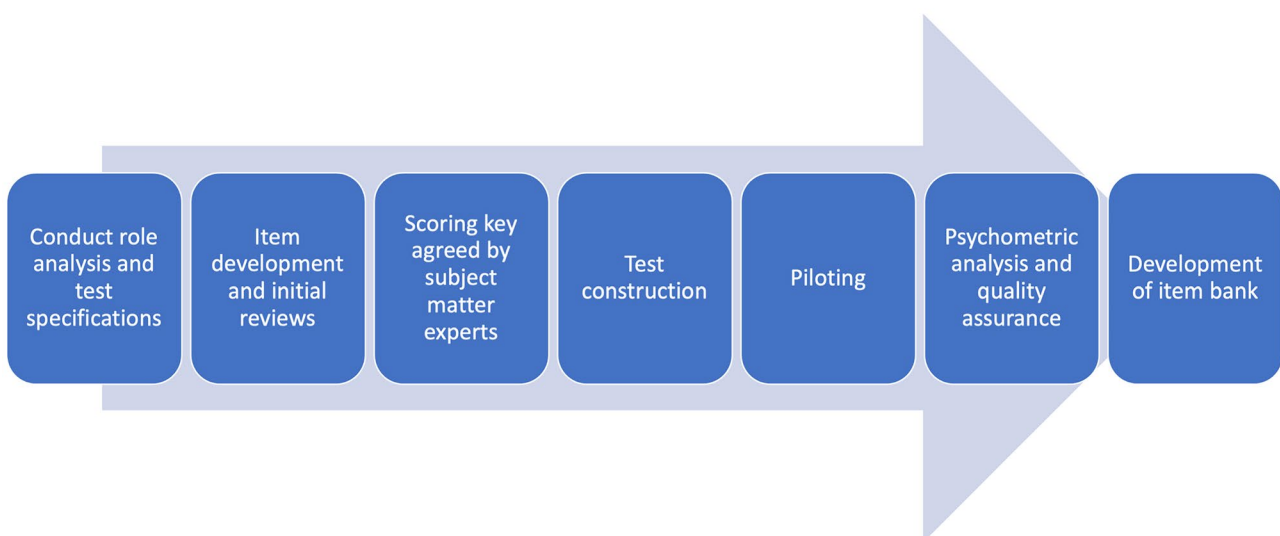 Conduct role
analysis and
test
specifications
Item
development
and initial
reviews
Scoring key
agreed by
subject
matter
experts
Test
construction
Piloting
Psychometric
analysis and
quality
assurance
Development
of item bank